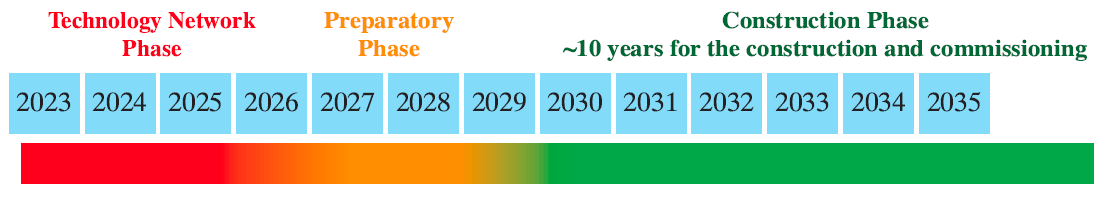 Technology Network
Phase
Preparatory
Phase
Construction Phase
~10 years for the construction and commissioning
2023 2024 2025 2026 2027 2028 2029 2030 2031 2032 2033 2034 2035